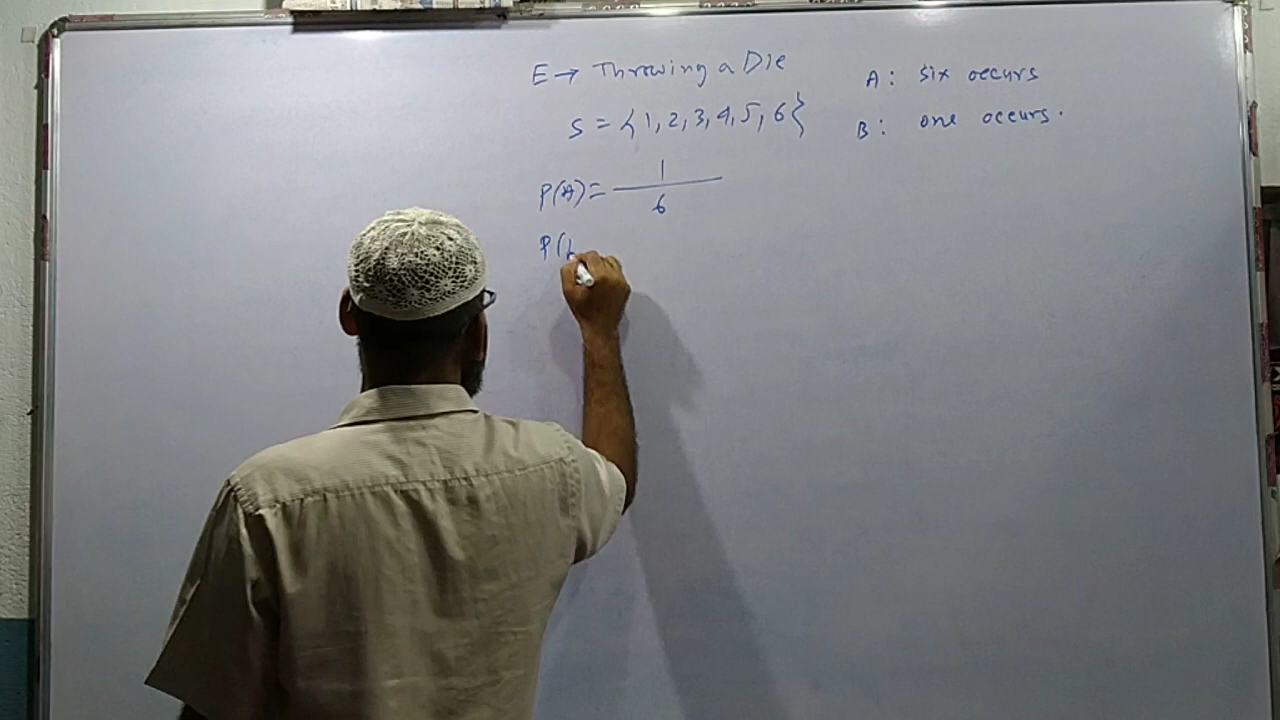 E → Throwing a Die
A: six occurs
S = {1, 2, 3, 4, 5, 6}
B: one occurs.
P(A) = 1/6
P(